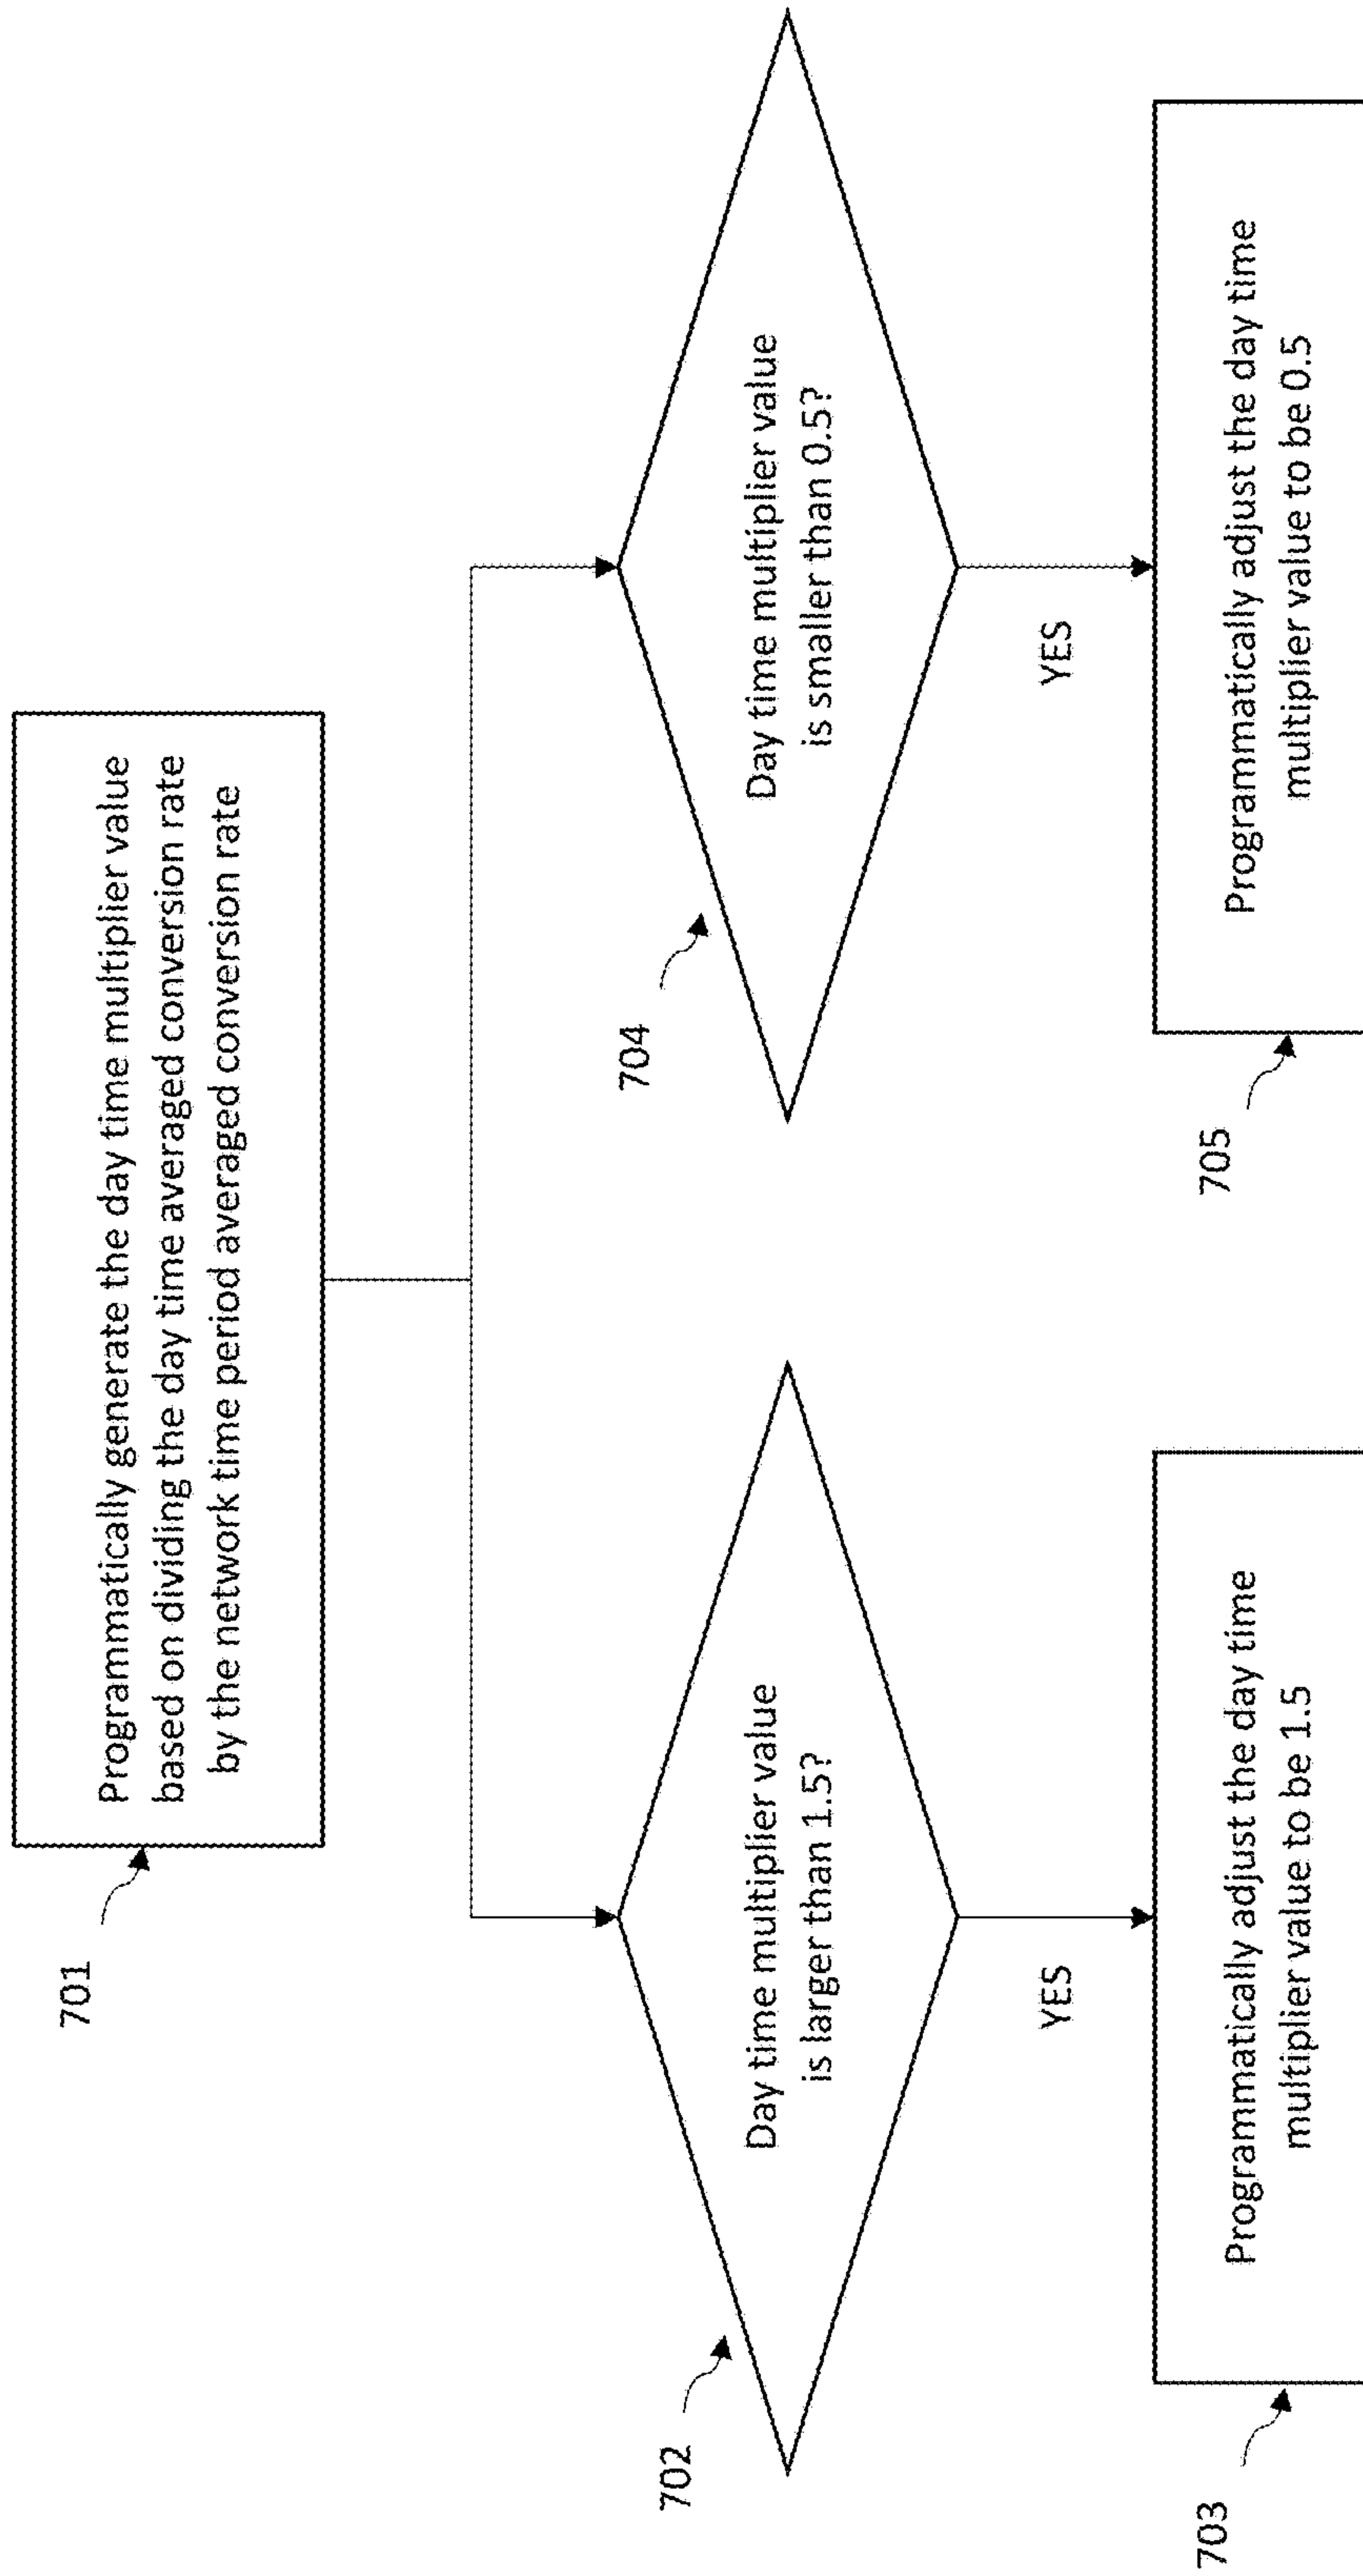 701
Programmatically generate the day time multiplier value
based on dividing the day time averaged conversion rate
by the network time period averaged conversion rate
702
Day time multiplier value
is larger than 1.5?
704
Day time multiplier value
is smaller than 0.5?
YES
YES
703
Programmatically adjust the day time
multiplier value to be 1.5
705
Programmatically adjust the day time
multiplier value to be 0.5